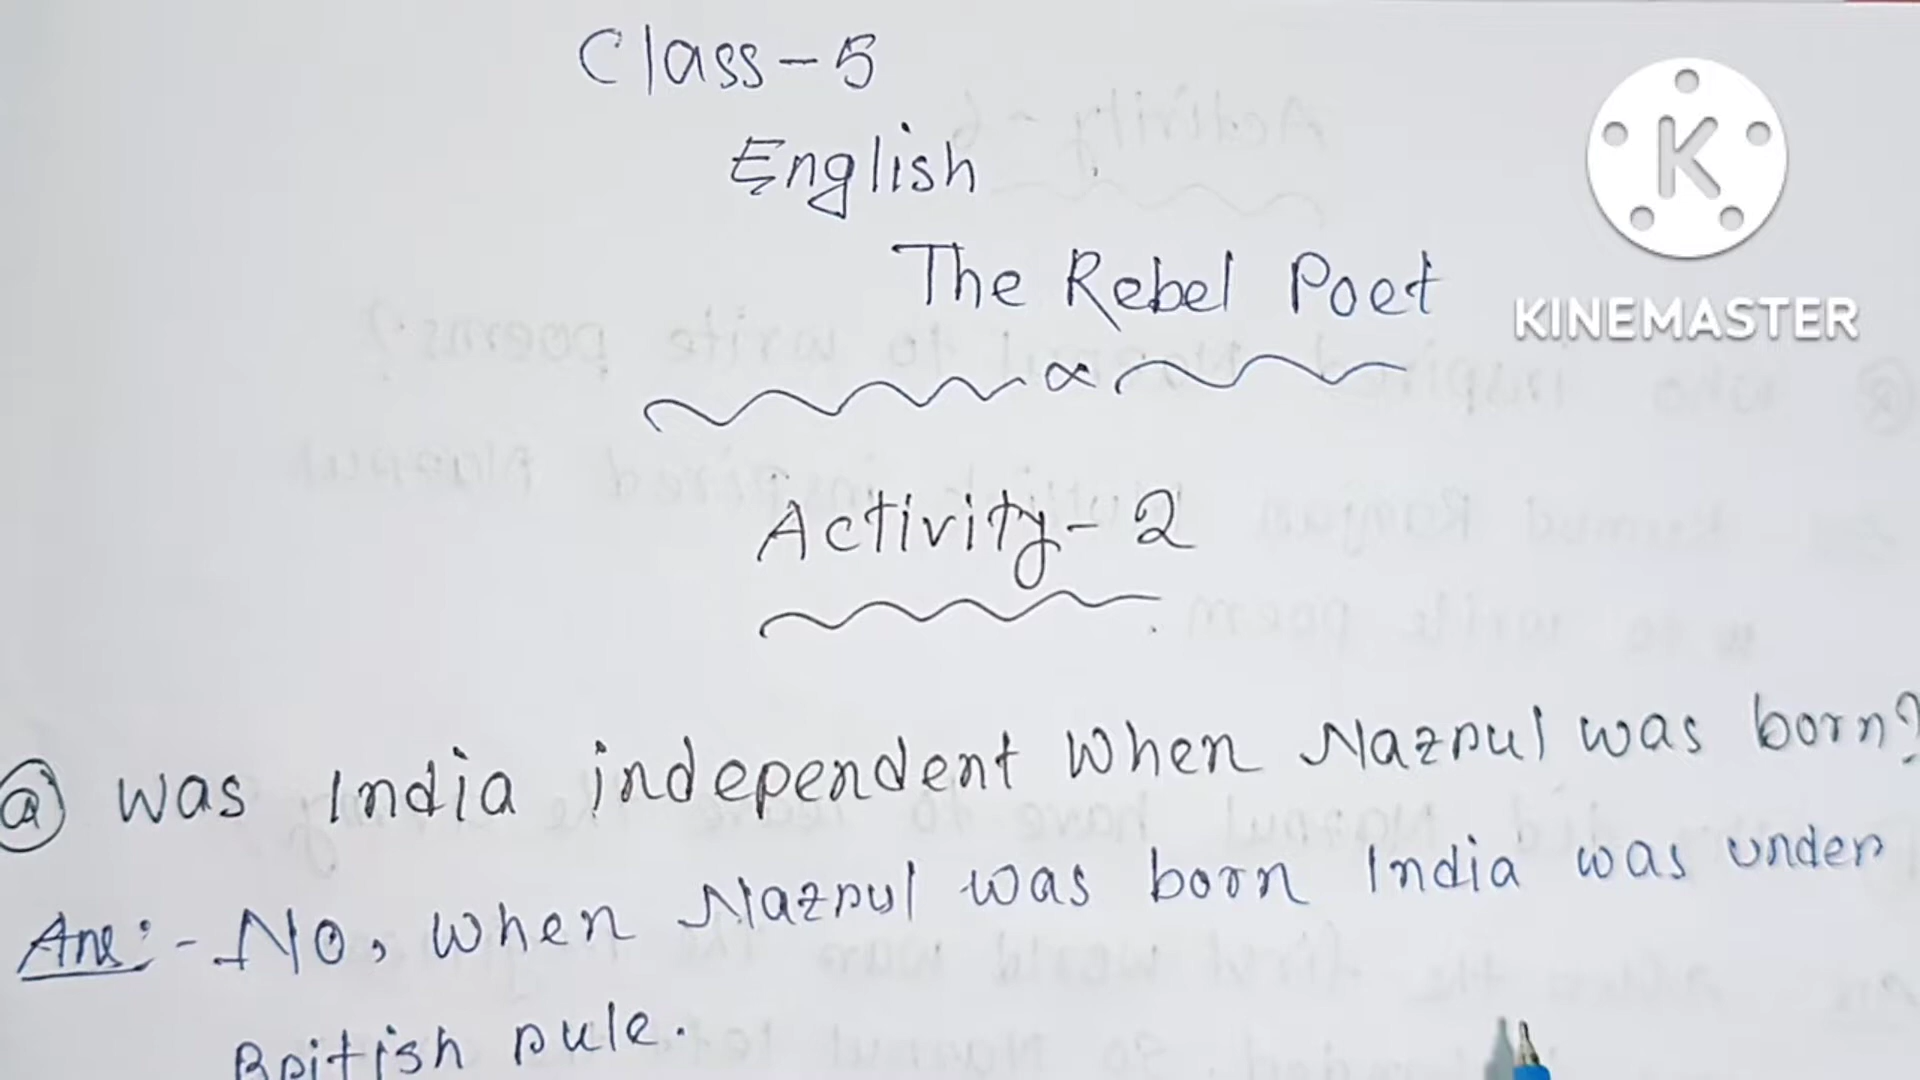 Class-5
English
The Rebel Poet
Activity-2
KINEMASTER
(a) Was India independent when Nazrul was born?
Ans:- No, when Nazrul was born India was under
British rule.